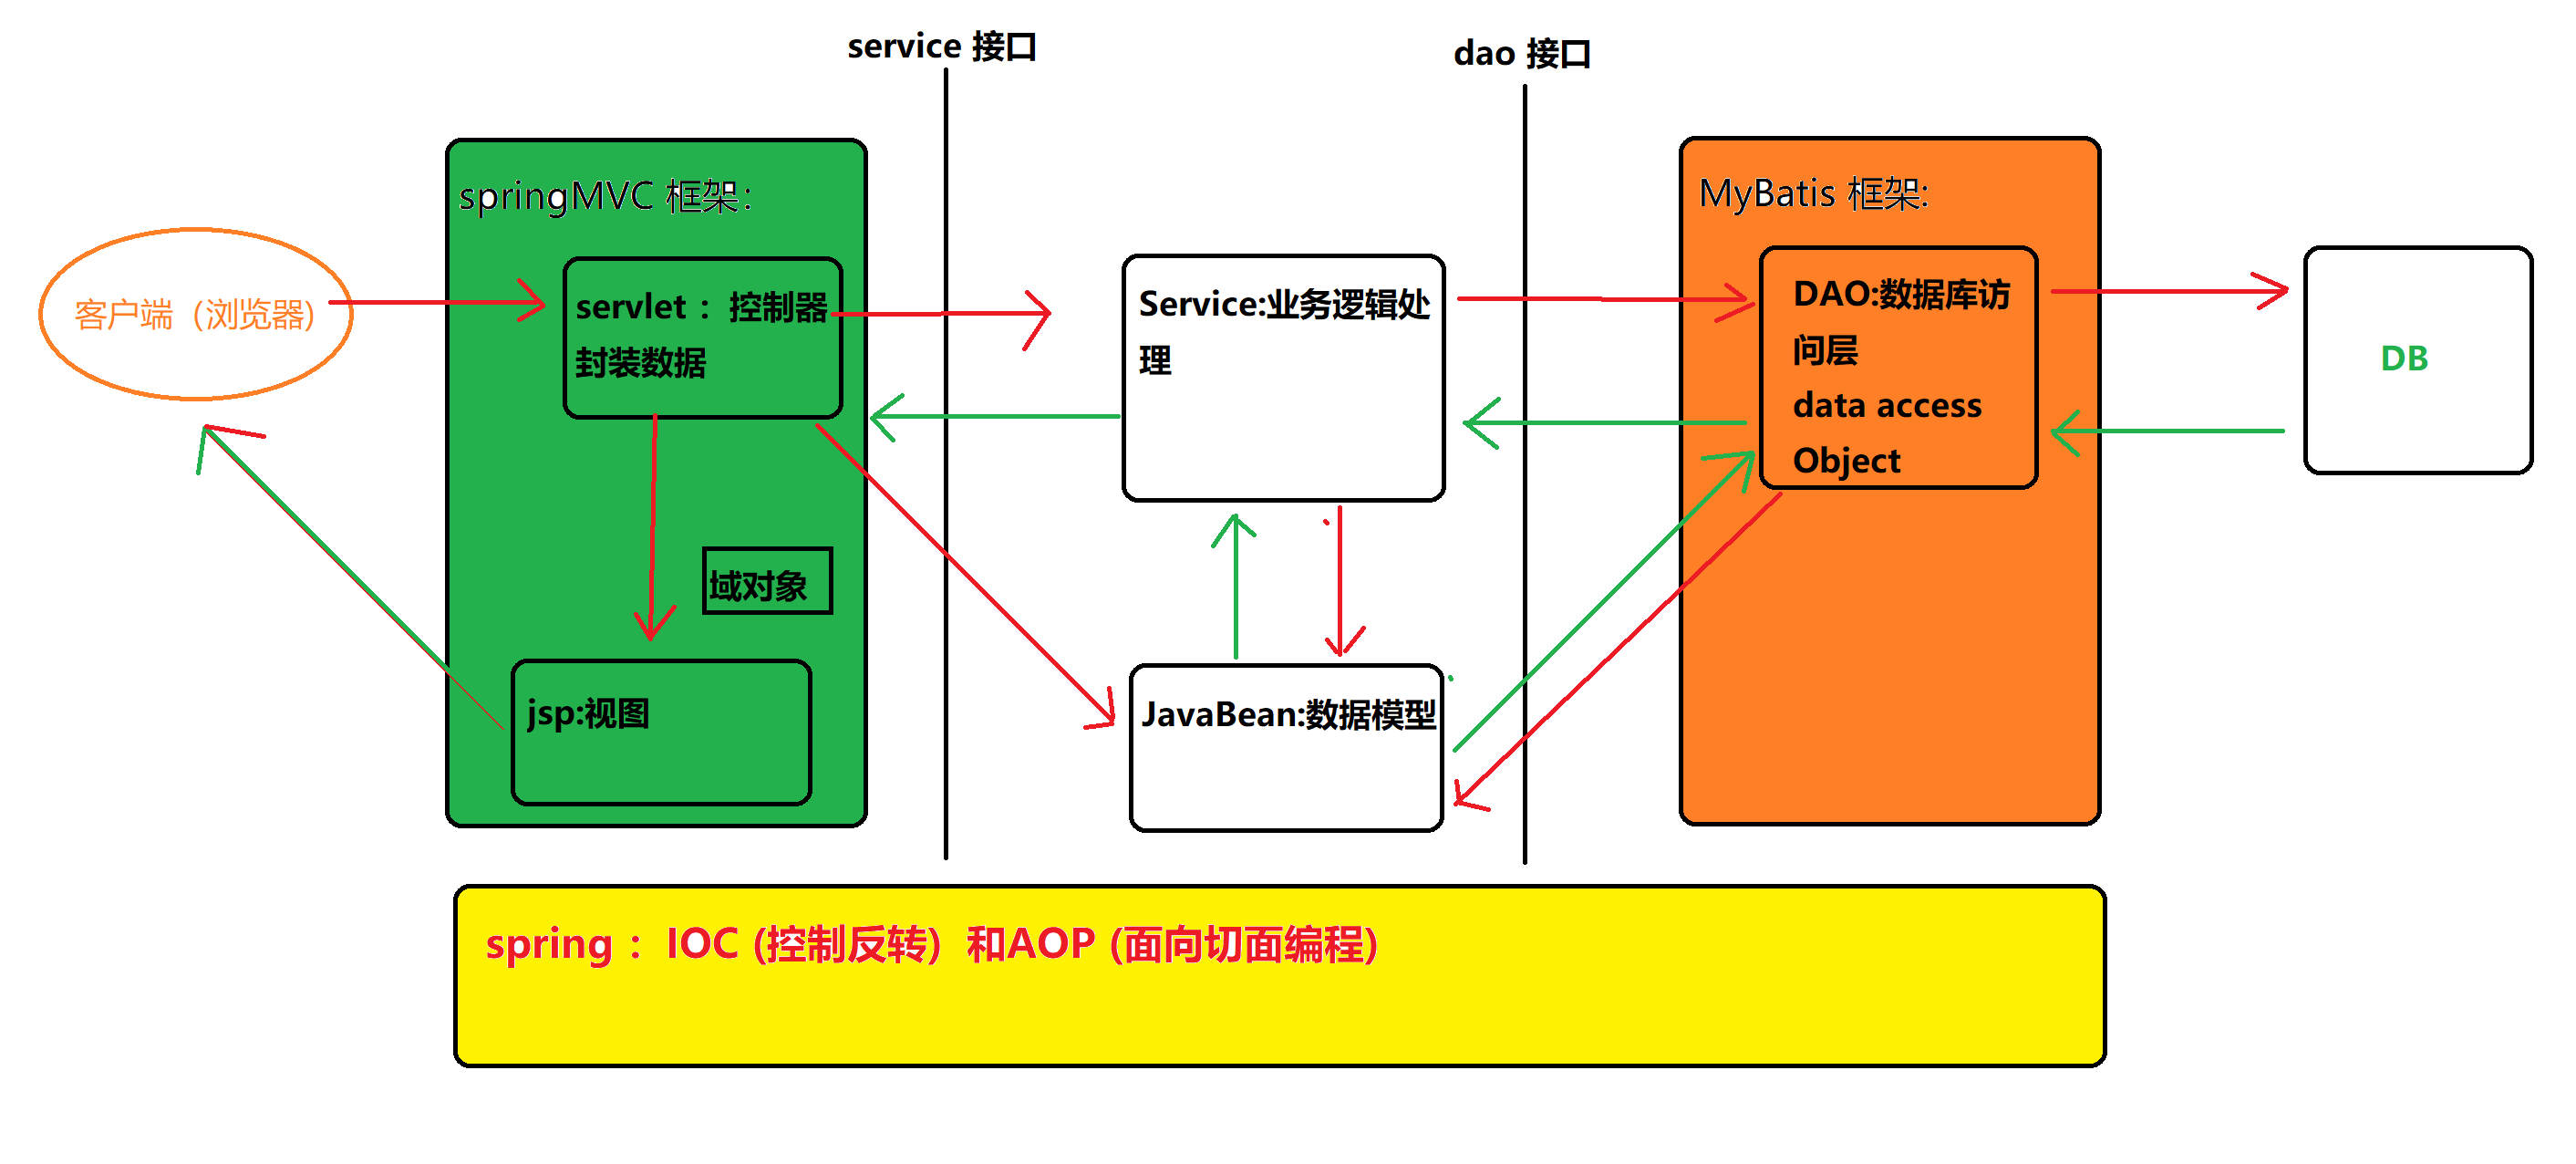 service 接口
dao 接口
springMVC 框架：
MyBatis 框架:
客户端（浏览器）
servlet ：控制器
封装数据
Service:业务逻辑处
理
DAO:数据库访
问层
data access
Object
DB
域对象
jsp:视图
JavaBean:数据模型
spring ：IOC (控制反转）和AOP (面向切面编程)